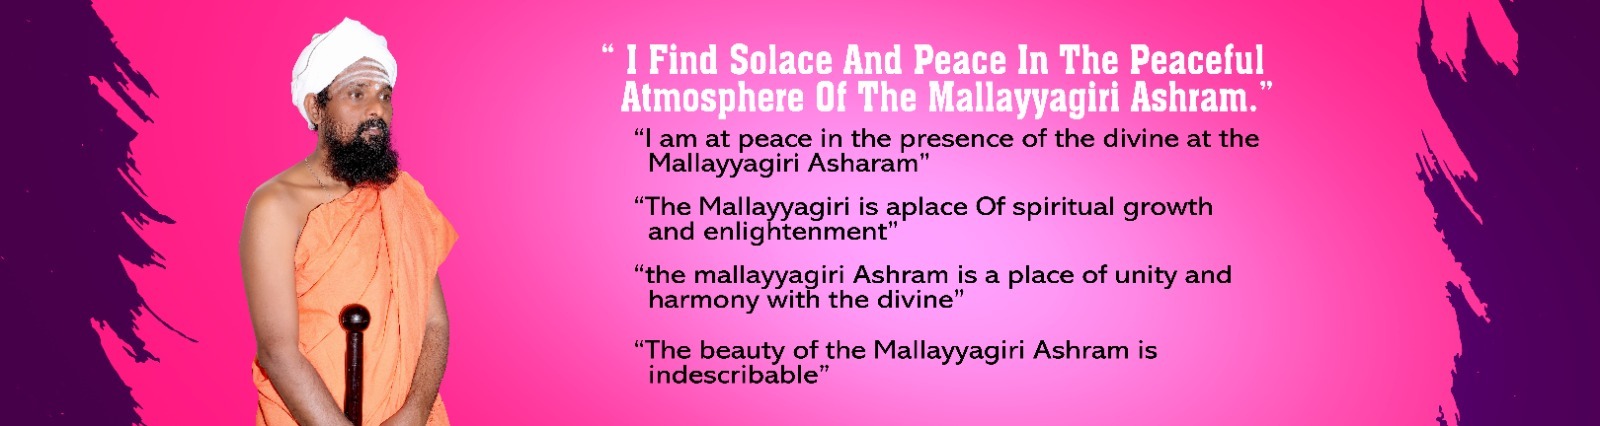 “ I Find Solace And Peace In The Peaceful
Atmosphere Of The Mallayyagiri Ashram.”
“I am at peace in the presence of the divine at the
Mallayyagiri Asharam”
“The Mallayyagiri is aplace Of spiritual growth
and enlightenment”
“the mallayyagiri Ashram is a place of unity and
harmony with the divine”
“The beauty of the Mallayyagiri Ashram is
indescribable”